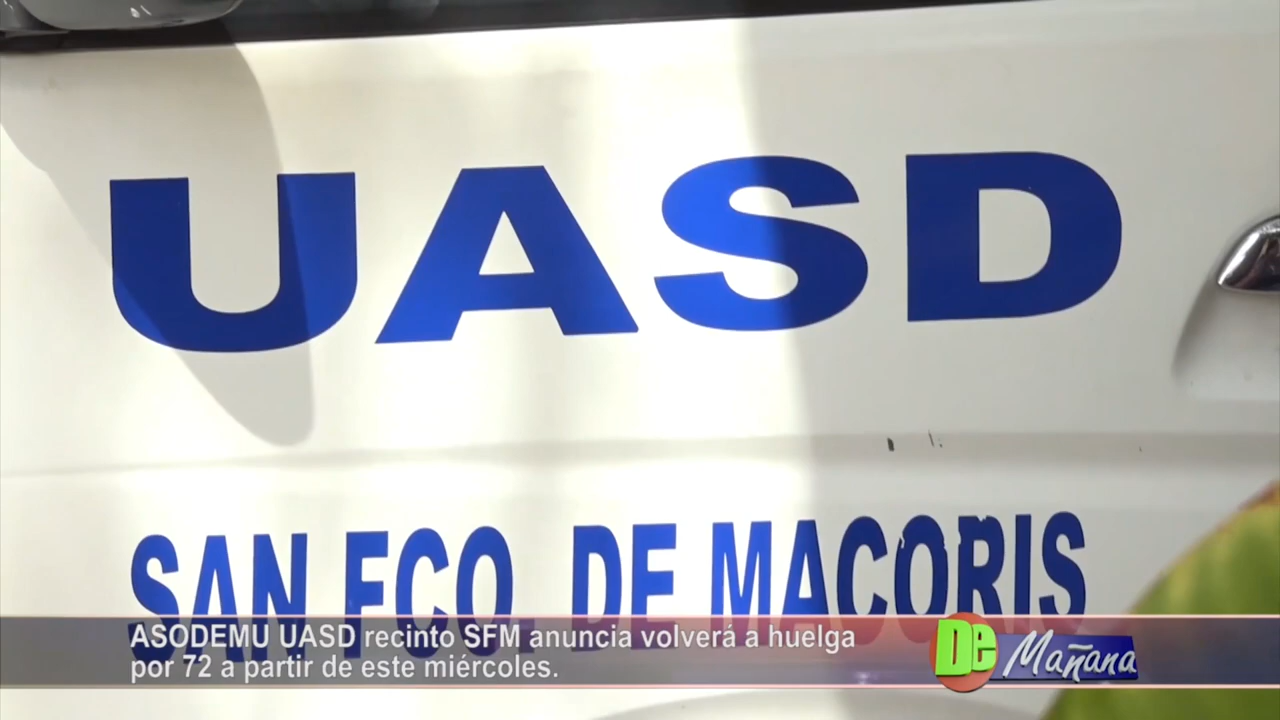 UASD
SAN FCO. DE MACORIS
ASODEMU UASD recinto SFM anuncia volverá a huelga
por 72 a partir de este miércoles.
De Mañana